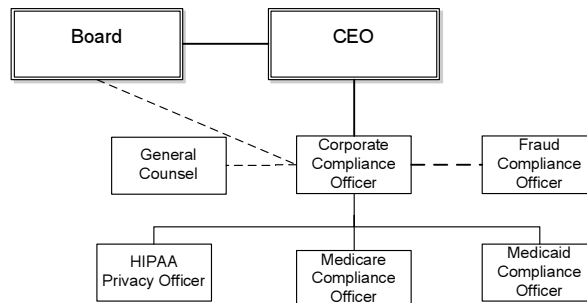 Board
CEO
General
Counsel
Corporate
Compliance
Officer
Fraud
Compliance
Officer
HIPAA
Privacy Officer
Medicare
Compliance
Officer
Medicaid
Compliance
Officer